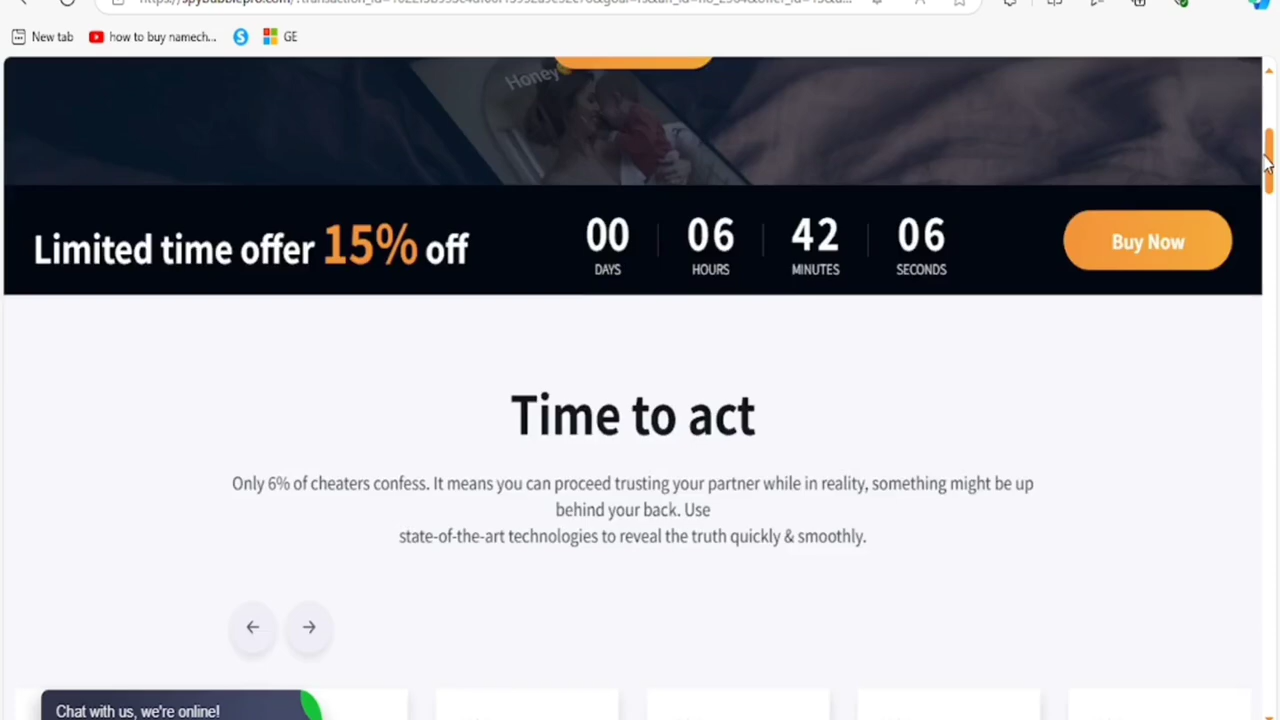 New tab
how to buy namech...
GE
Honey
Limited time offer 15% off
00 06 42 06
DAYS HOURS MINUTES SECONDS
Buy Now
Time to act
Only 6% of cheaters confess. It means you can proceed trusting your partner while in reality, something might be up
behind your back. Use
state-of-the-art technologies to reveal the truth quickly & smoothly.
Chat with us, we're online!